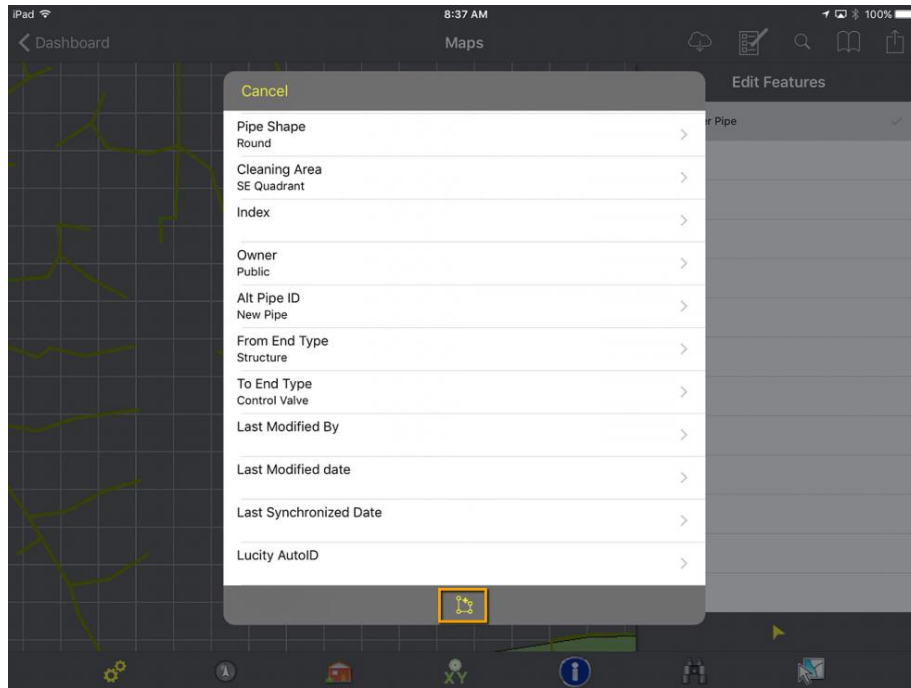 iPad 8:37 AM 100%
Dashboard Maps
Edit Features
Cancel
Pipe Shape
Round
Pipe
Cleaning Area
SE Quadrant
Index
Owner
Public
Alt Pipe ID
New Pipe
From End Type
Structure
To End Type
Control Valve
Last Modified By
Last Modified date
Last Synchronized Date
Lucity AutoID
XY